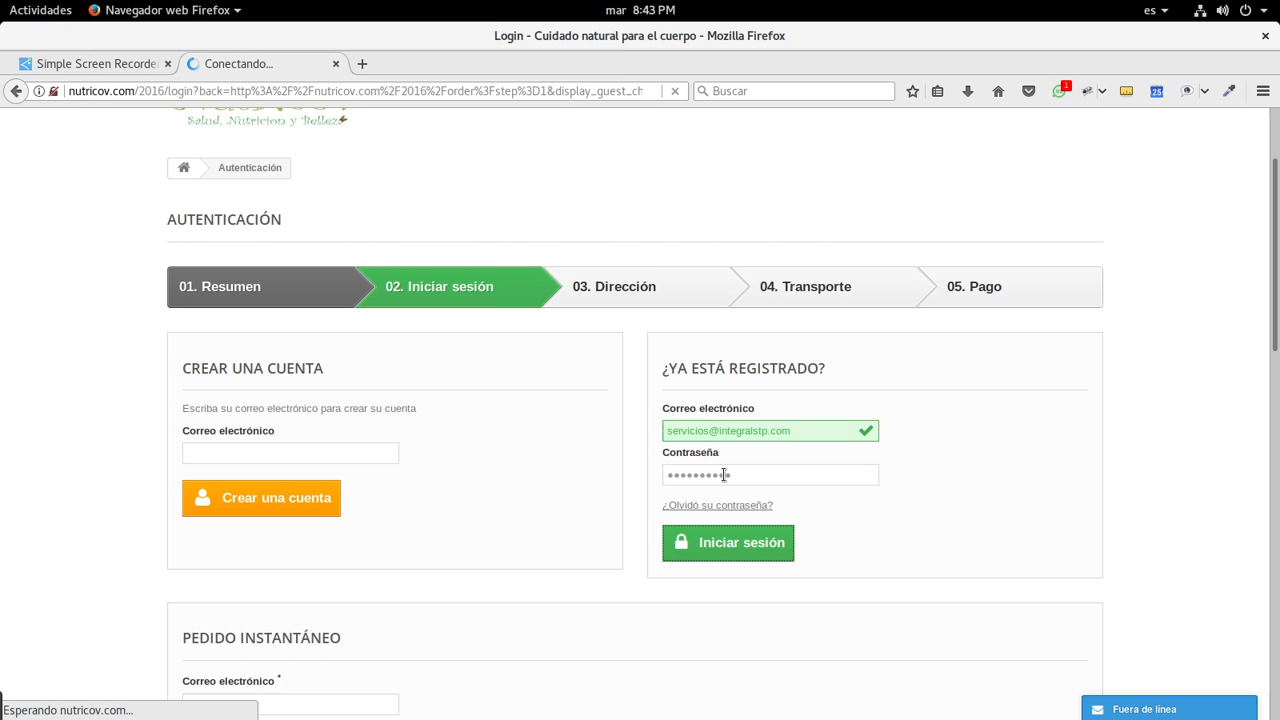 Actividades Navegador web Firefox mar 8:43 PM es
Login - Cuidado natural para el cuerpo - Mozilla Firefox
Simple Screen Recorde Conectando...
nutricov.com/2016/login?back=http%3A%2F%2Fnutricov.com%2F2016%2Forder%3Fstep%3D1&display_guest_ch Buscar 1 25
Salud, Nutricion y Belleza
Autenticación
AUTENTICACIÓN
01. Resumen 02. Iniciar sesión 03. Dirección 04. Transporte 05. Pago
CREAR UNA CUENTA
Escriba su correo electrónico para crear su cuenta
Correo electrónico
Crear una cuenta
¿YA ESTÁ REGISTRADO?
Correo electrónico
servicios@integralstp.com
Contraseña
¿Olvidó su contraseña?
Iniciar sesión
PEDIDO INSTANTÁNEO
Correo electrónico *
Esperando nutricov.com...
Fuera de línea